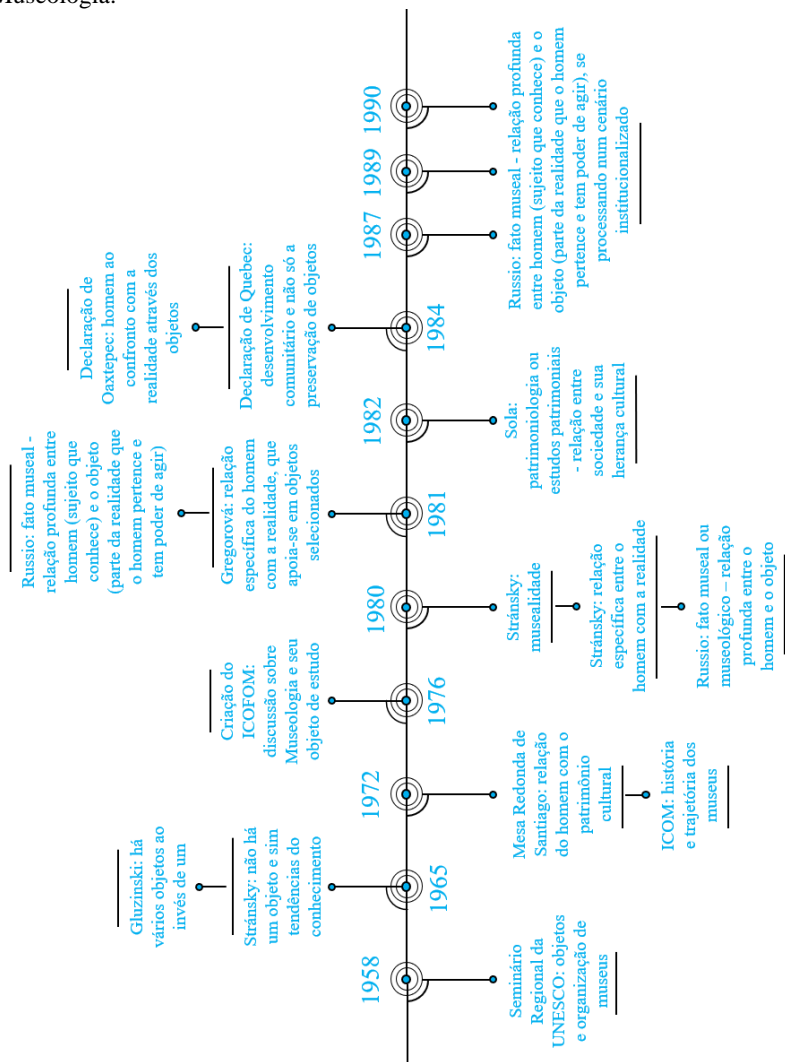 Museologia.
1958
Seminário
Regional da
UNESCO: objetos
e organização de
museus
Gluzinski: há
vários objetos ao
invés de um
Stránsky: não há
um objeto e sim
tendências do
conhecimento
1965
1972
Mesa Redonda de
Santiago: relação
do homem com o
patrimônio
cultural
ICOM: história
e trajetória dos
museus
Criação do
ICOFOM:
discussão sobre
Museologia e seu
objeto de estudo
1976
1980
Stránsky:
musealidade
Stránsky: relação
específica entre o
homem com a realidade
Russio: fato museal ou
museológico – relação
profunda entre o
homem e o objeto
Russio: fato museal -
relação profunda entre
homem (sujeito que
conhece) e o objeto
(parte da realidade que
o homem pertence e
tem poder de agir)
Gregorová: relação
específica do homem
com a realidade, que
apoia-se em objetos
selecionados
1981
1982
Sola:
patrimoniologia ou
estudos patrimoniais
- relação entre
sociedade e sua
herança cultural
Declaração de
Oaxtepec: homem ao
confronto com a
realidade através dos
objetos
Declaração de Quebec:
desenvolvimento
comunitário e não só a
preservação de objetos
1984
1987
1989
1990
Russio: fato museal - relação profunda
entre homem (sujeito que conhece) e o
objeto (parte da realidade que o homem
pertence e tem poder de agir), se
processando num cenário
institucionalizado